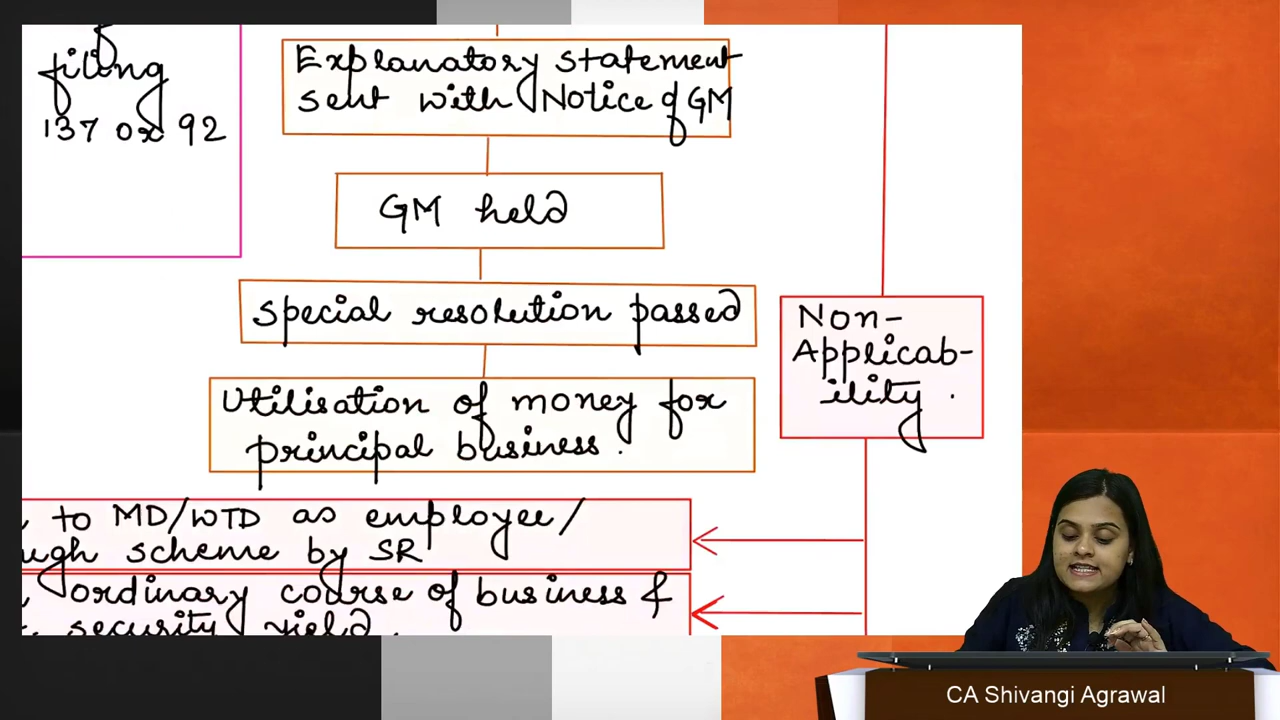 filing
137 or 92
Explanatory statement
sent with Notice of GM
GM held
Special resolution passed
Utilisation of money for
principal business.
Non-
Applicab-
ility.
to MD/WTD as employee/
scheme by SR
ordinary course of business &
security yield.
CA Shivangi Agrawal